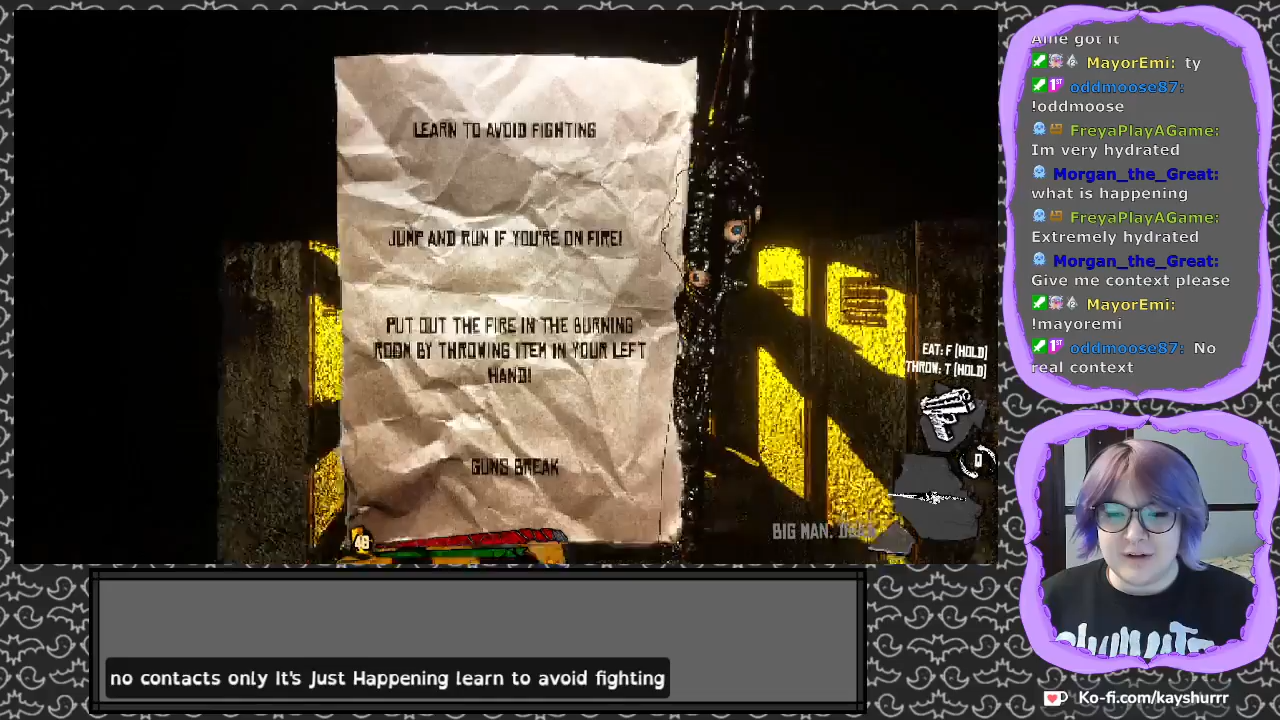 LEARN TO AVOID FIGHTING
JUMP AND RUN IF YOU'RE ON FIRE!
PUT OUT THE FIRE IN THE BURNING
ROOM BY THROWING ITEM IN YOUR LEFT
HAND!
GUNS BREAK
EAT: F [HOLD]
THROW: T [HOLD]
0
BIG MAN.
48
Allie got it
MayorEmi: ty
oddmoose87:
!oddmoose
FreyaPlayAGame:
Im very hydrated
Morgan_the_Great:
what is happening
FreyaPlayAGame:
Extremely hydrated
Morgan_the_Great:
Give me context please
MayorEmi:
!mayoremi
oddmoose87: No
real context
no contacts only It's Just Happening learn to avoid fighting
Ko-fi.com/kayshurrr